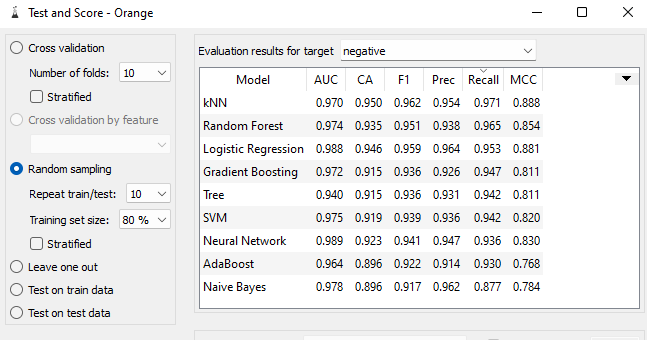 Test and Score - Orange
Cross validation
Number of folds: 10
Stratified
Cross validation by feature
Random sampling
Repeat train/test: 10
Training set size: 80 %
Stratified
Leave one out
Test on train data
Test on test data
Evaluation results for target negative
Model AUC CA F1 Prec Recall MCC
kNN 0.970 0.950 0.962 0.954 0.971 0.888
Random Forest 0.974 0.935 0.951 0.938 0.965 0.854
Logistic Regression 0.988 0.946 0.959 0.964 0.953 0.881
Gradient Boosting 0.972 0.915 0.936 0.926 0.947 0.811
Tree 0.940 0.915 0.936 0.931 0.942 0.811
SVM 0.975 0.919 0.939 0.936 0.942 0.820
Neural Network 0.989 0.923 0.941 0.947 0.936 0.830
AdaBoost 0.964 0.896 0.922 0.914 0.930 0.768
Naive Bayes 0.978 0.896 0.917 0.962 0.877 0.784